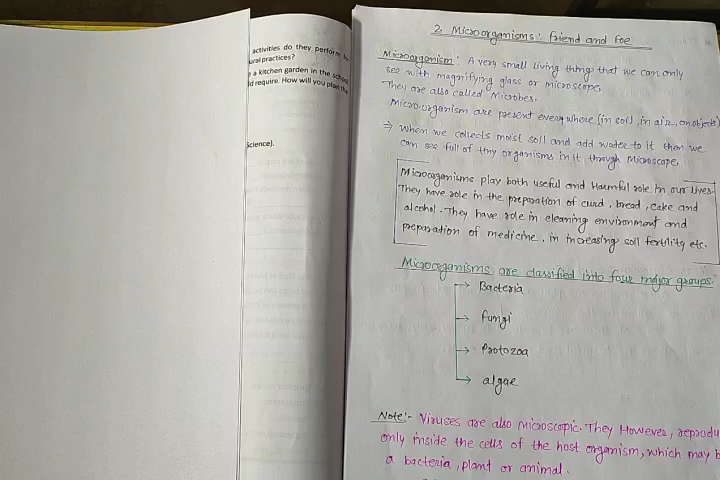 activities do they perform
ural practices?
a kitchen garden in the school
ld require. How will you plan the
Science).
2. Microorganisms: friend and foe
Microorganism: A very small living things that we can only
see with magnifying glass or microscope.
They are also called Microbes.
Microorganism are present everywhere (in soil, in air, on objects)
⇒ When we collects moist soil and add water to it then we
can see full of tiny organisms in it through Microscope.
Microorganisms play both useful and Harmful role in our lives.
They have role in the preparation of curd, bread, cake and
alcohol. They have role in cleaning environment and
preparation of medicine, in increasing soil fertility etc.
Microorganisms are classified into four major groups.
→ Bacteria
→ fungi
→ Protozoa
→ algae
Note:- Viruses are also microscopic. They However, reprodu
only inside the cells of the host organism, which may b
a bacteria, plant or animal.